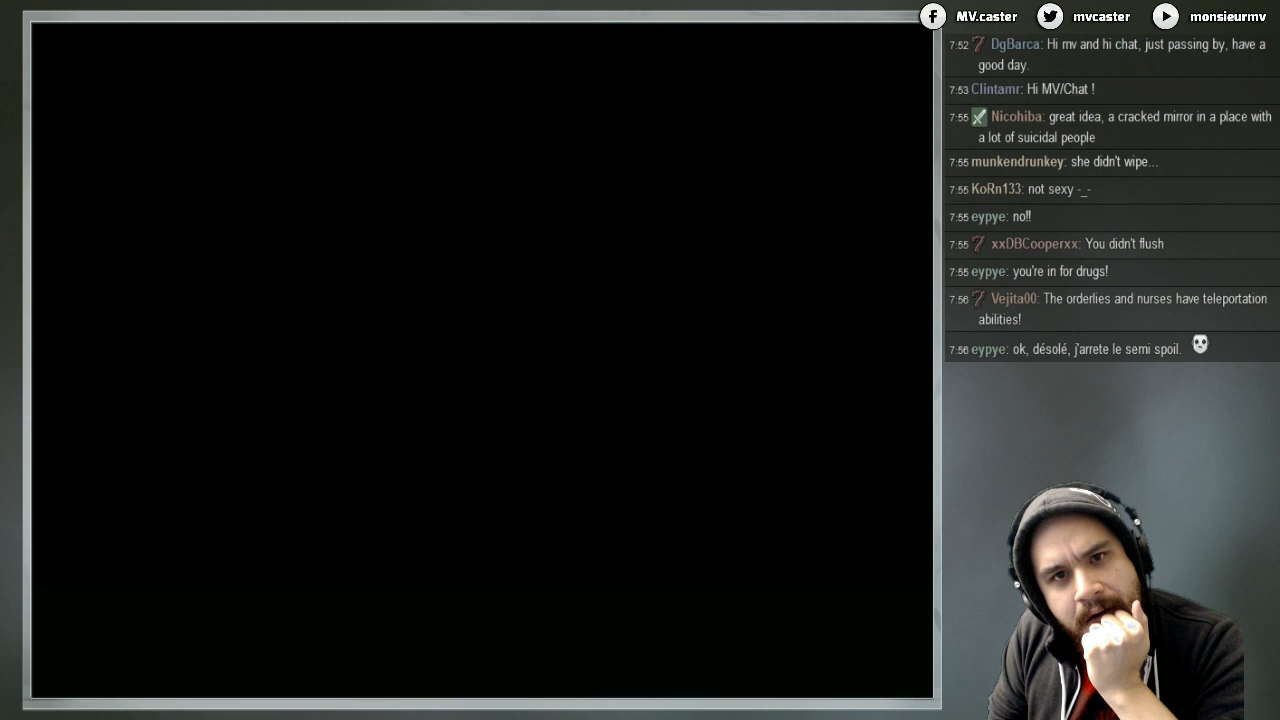 MV.caster mvcaster monsieurmv
7:52 DgBarca: Hi mv and hi chat, just passing by, have a
good day.
7:53 Clintamr: Hi MV/Chat !
7:55 Nicohiba: great idea, a cracked mirror in a place with
a lot of suicidal people
7:55 munkendrunkey: she didn't wipe...
7:55 KoRn133: not sexy -_-
7:55 eypye: no!!
7:55 xxDBCooperxx: You didn't flush
7:55 eypye: you're in for drugs!
7:56 Vejita00: The orderlies and nurses have teleportation
abilities!
7:56 eypye: ok, désolé, j'arrete le semi spoil.